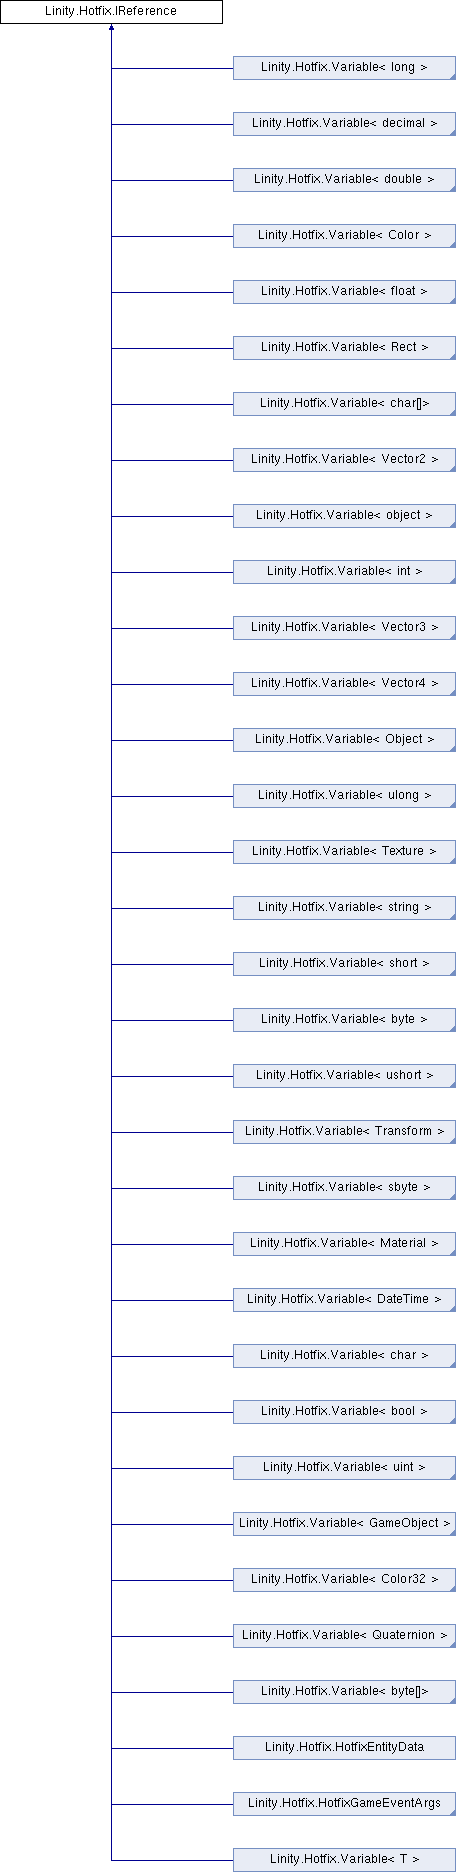 Linity.Hotfix.IReference
Linity.Hotfix.Variable< long >
Linity.Hotfix.Variable< decimal >
Linity.Hotfix.Variable< double >
Linity.Hotfix.Variable< Color >
Linity.Hotfix.Variable< float >
Linity.Hotfix.Variable< Rect >
Linity.Hotfix.Variable< char[]>
Linity.Hotfix.Variable< Vector2 >
Linity.Hotfix.Variable< object >
Linity.Hotfix.Variable< int >
Linity.Hotfix.Variable< Vector3 >
Linity.Hotfix.Variable< Vector4 >
Linity.Hotfix.Variable< Object >
Linity.Hotfix.Variable< ulong >
Linity.Hotfix.Variable< Texture >
Linity.Hotfix.Variable< string >
Linity.Hotfix.Variable< short >
Linity.Hotfix.Variable< byte >
Linity.Hotfix.Variable< ushort >
Linity.Hotfix.Variable< Transform >
Linity.Hotfix.Variable< sbyte >
Linity.Hotfix.Variable< Material >
Linity.Hotfix.Variable< DateTime >
Linity.Hotfix.Variable< char >
Linity.Hotfix.Variable< bool >
Linity.Hotfix.Variable< uint >
Linity.Hotfix.Variable< GameObject >
Linity.Hotfix.Variable< Color32 >
Linity.Hotfix.Variable< Quaternion >
Linity.Hotfix.Variable< byte[]>
Linity.Hotfix.HotfixEntityData
Linity.Hotfix.HotfixGameEventArgs
Linity.Hotfix.Variable< T >